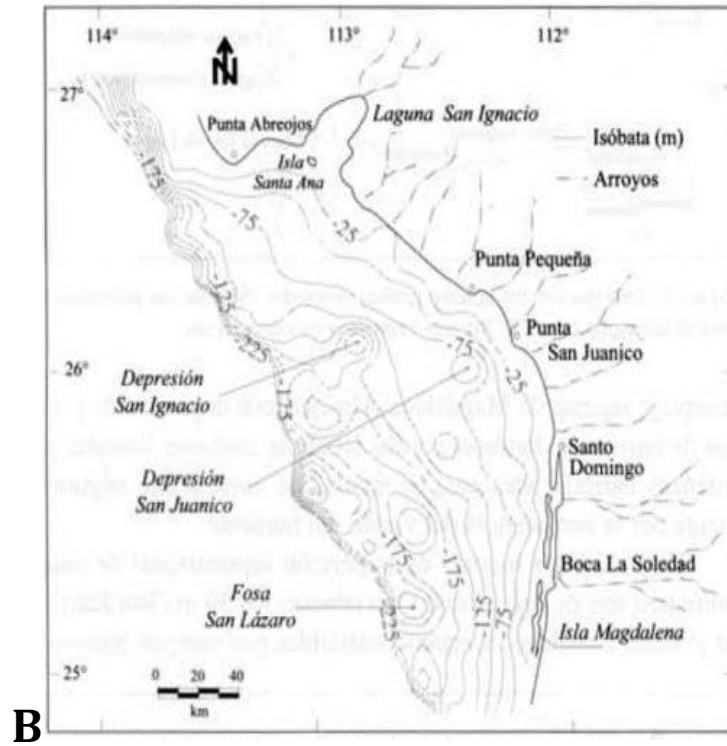 114°
113°
112°
N
27°
Punta Abreojos
Laguna San Ignacio
Isla
Santa Ana
Isóbata (m)
Arroyos
-175
-75
-25
Punta Pequeña
Punta
San Juanico
-175
-225
-175
-75
-25
26°
Depresión
San Ignacio
Depresión
San Juanico
Santo
Domingo
-175
-225
-125
-75
Boca La Soledad
Fosa
San Lázaro
Isla Magdalena
25°
0 20 40
km
B